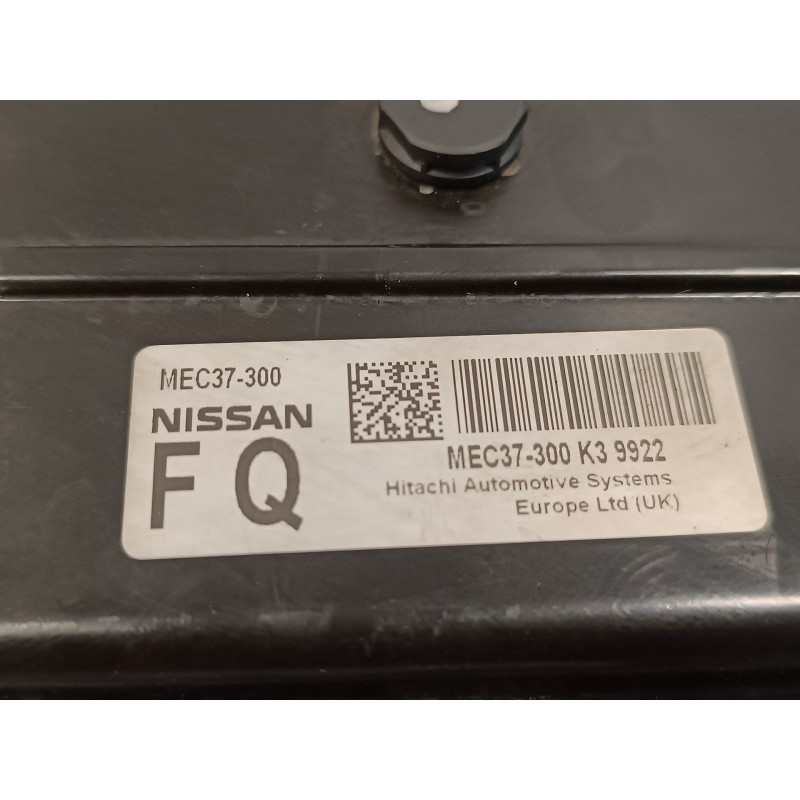 MEC37-300
NISSAN
F Q
MEC37-300 K3 9922
Hitachi Automotive Systems
Europe Ltd (UK)